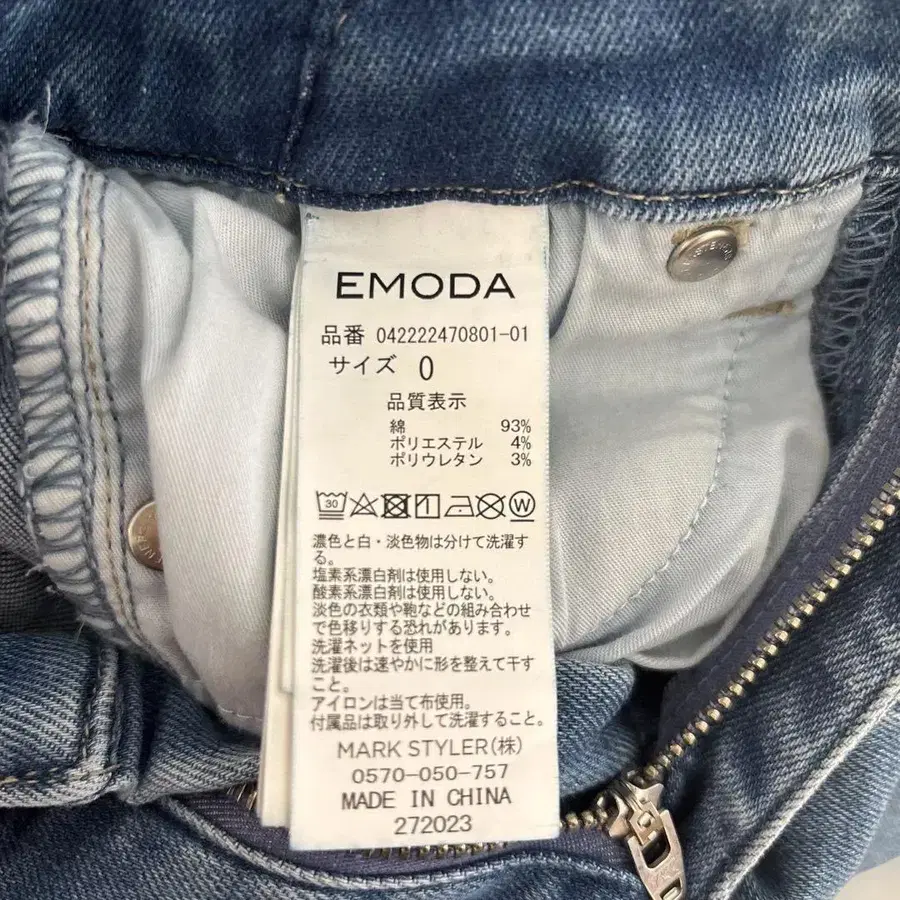 EMODA
品番 042222470801-01
サイズ 0
品質表示
綿 93%
ポリエステル 4%
ポリウレタン 3%
30
W
濃色と白・淡色物は分けて洗濯す
る。
塩素系漂白剤は使用しない。
酸素系漂白剤は使用しない。
淡色の衣類や鞄などの組み合わせ
で色移りする恐れがあります。
洗濯ネットを使用
洗濯後は速やかに形を整えて干す
こと。
アイロンは当て布使用。
付属品は取り外して洗濯すること。
MARK STYLER(株)
0570-050-757
MADE IN CHINA
272023